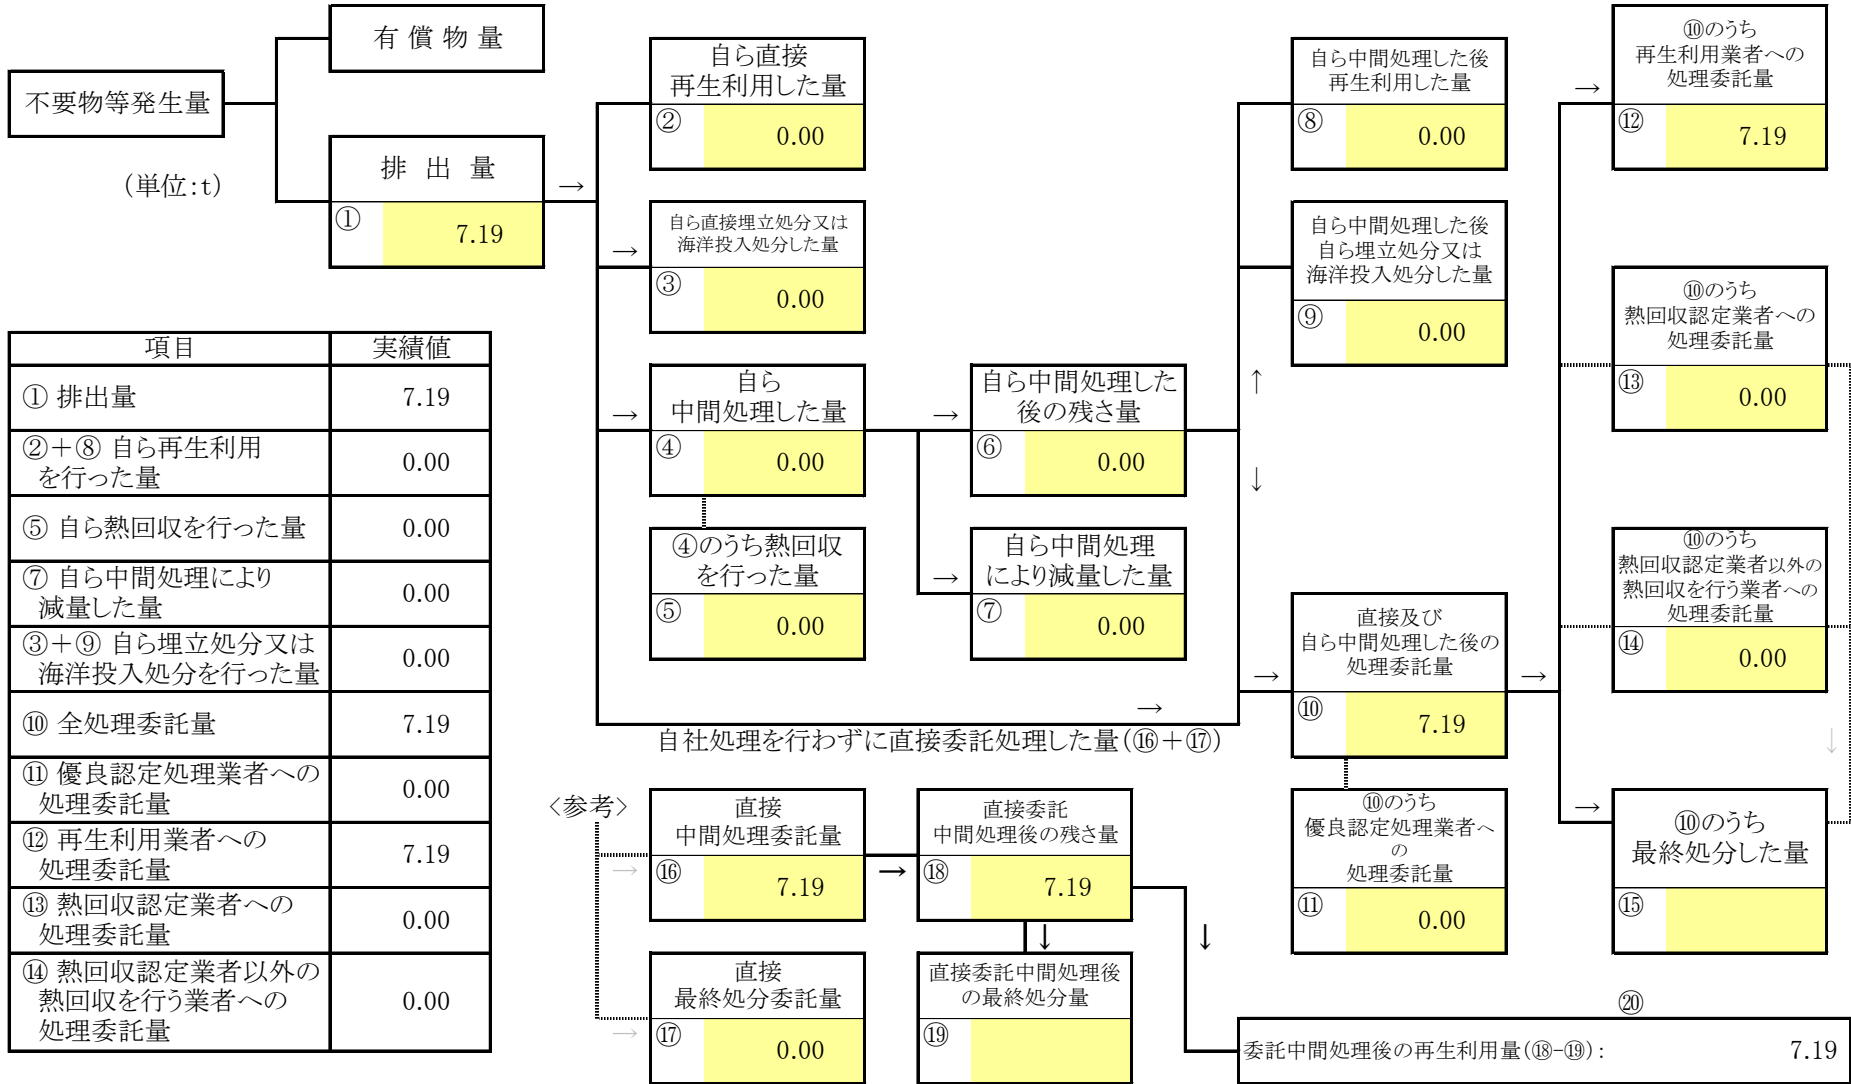 不要物等発生量
有 償 物 量
(単位:t)
排 出 量
→
① 7.19
自ら直接
再生利用した量
② 0.00
→
自ら直接埋立処分又は
海洋投入処分した量
③ 0.00
→
自ら
中間処理した量
④ 0.00
④のうち熱回収
を行った量
⑤ 0.00
→
自ら中間処理した
後の残さ量
⑥ 0.00
→
自ら中間処理
により減量した量
⑦ 0.00
↑
↓
自ら中間処理した後
再生利用した量
⑧ 0.00
自ら中間処理した後
自ら埋立処分又は
海洋投入処分した量
⑨ 0.00
→
自社処理を行わずに直接委託処理した量(⑯+⑰)
→
直接及び
自ら中間処理した後の
処理委託量
⑩ 7.19
⑩のうち
優良認定処理業者へ
の
処理委託量
⑪ 0.00
→
→
⑩のうち
再生利用業者への
処理委託量
⑫ 7.19
⑩のうち
熱回収認定業者への
処理委託量
⑬ 0.00
⑩のうち
熱回収認定業者以外の
熱回収を行う業者への
処理委託量
⑭ 0.00
↓
→
⑩のうち
最終処分した量
⑮
項目 実績値
① 排出量 7.19
②+⑧ 自ら再生利用
を行った量 0.00
⑤ 自ら熱回収を行った量 0.00
⑦ 自ら中間処理により
減量した量 0.00
③+⑨ 自ら埋立処分又は
海洋投入処分を行った量 0.00
⑩ 全処理委託量 7.19
⑪ 優良認定処理業者への
処理委託量 0.00
⑫ 再生利用業者への
処理委託量 7.19
⑬ 熱回収認定業者への
処理委託量 0.00
⑭ 熱回収認定業者以外の
熱回収を行う業者への
処理委託量 0.00
〈参考〉
→
直接
中間処理委託量
⑯ 7.19
→
直接委託
中間処理後の残さ量
⑱ 7.19
↓
↓
→
直接
最終処分委託量
⑰ 0.00
直接委託中間処理後
の最終処分量
⑲
⑳
委託中間処理後の再生利用量(⑱-⑲): 7.19